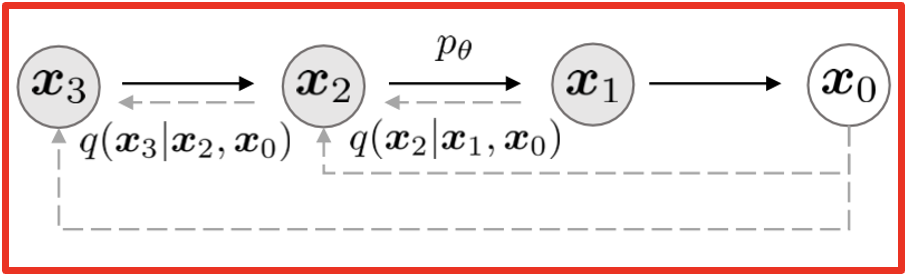 p_θ
x_3 x_2 x_1 x_0
q(x_3|x_2, x_0) q(x_2|x_1, x_0)